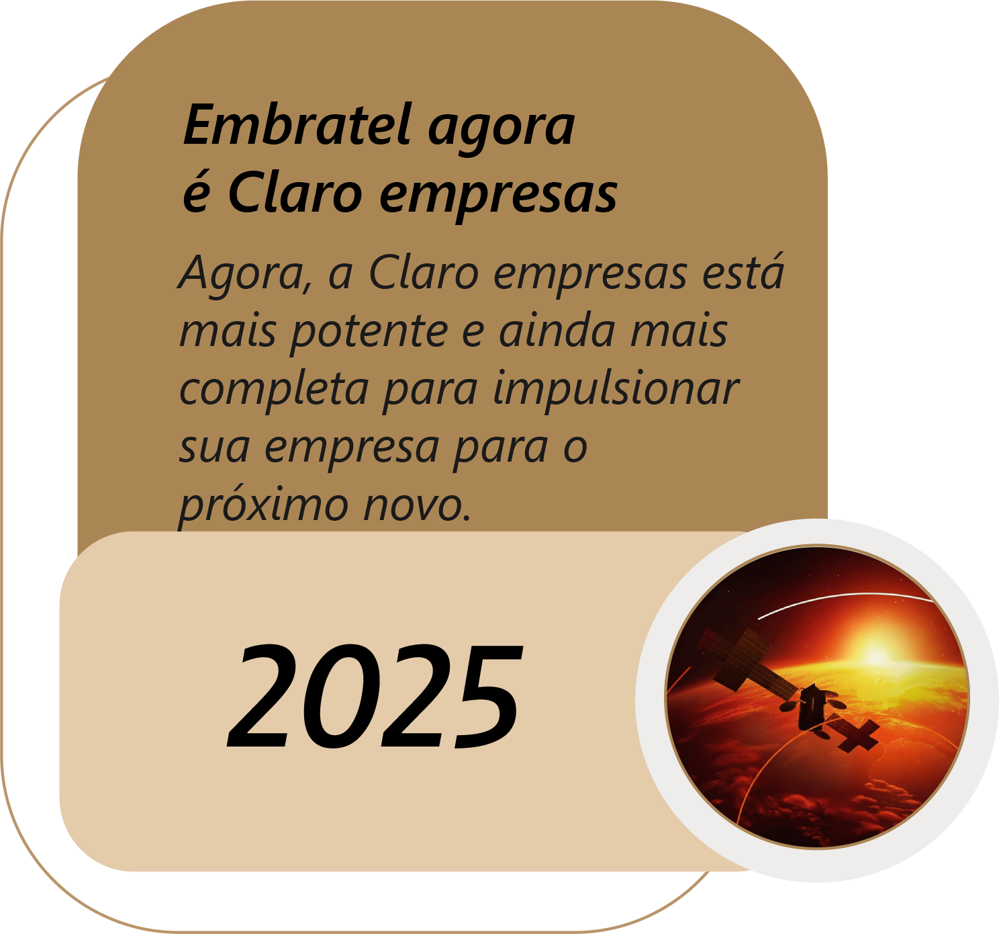 Embratel agora
é Claro empresas
Agora, a Claro empresas está
mais potente e ainda mais
completa para impulsionar
sua empresa para o
próximo novo.
2025